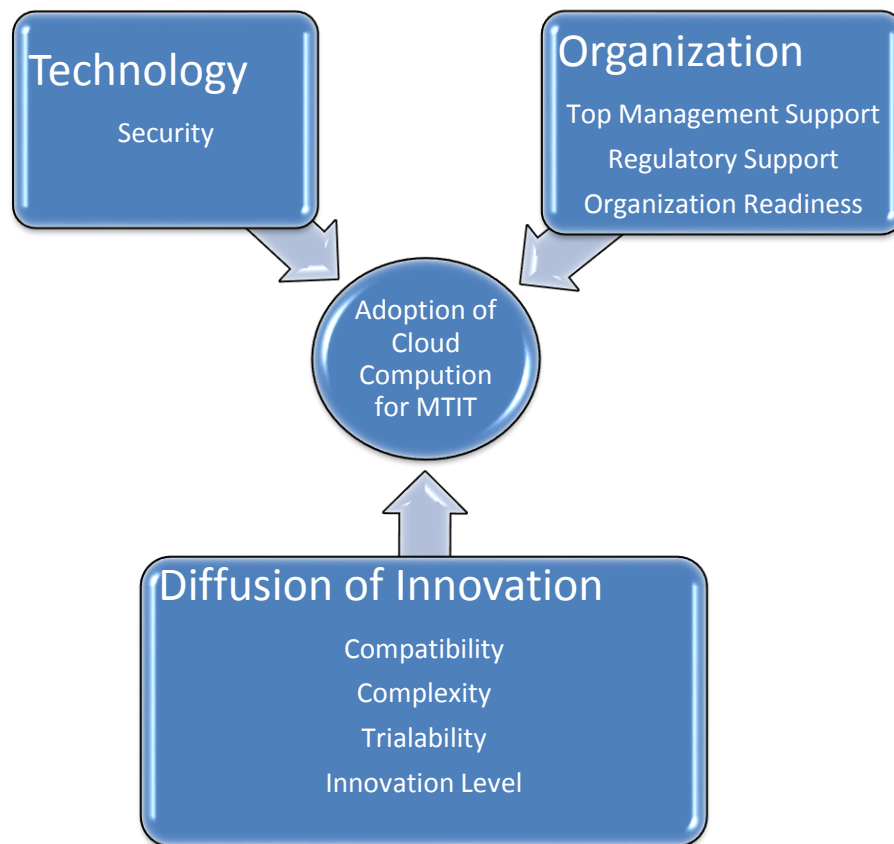 Technology
Security
Organization
Top Management Support
Regulatory Support
Organization Readiness
Adoption of
Cloud
Compution
for MTIT
Diffusion of Innovation
Compatibility
Complexity
Trialability
Innovation Level